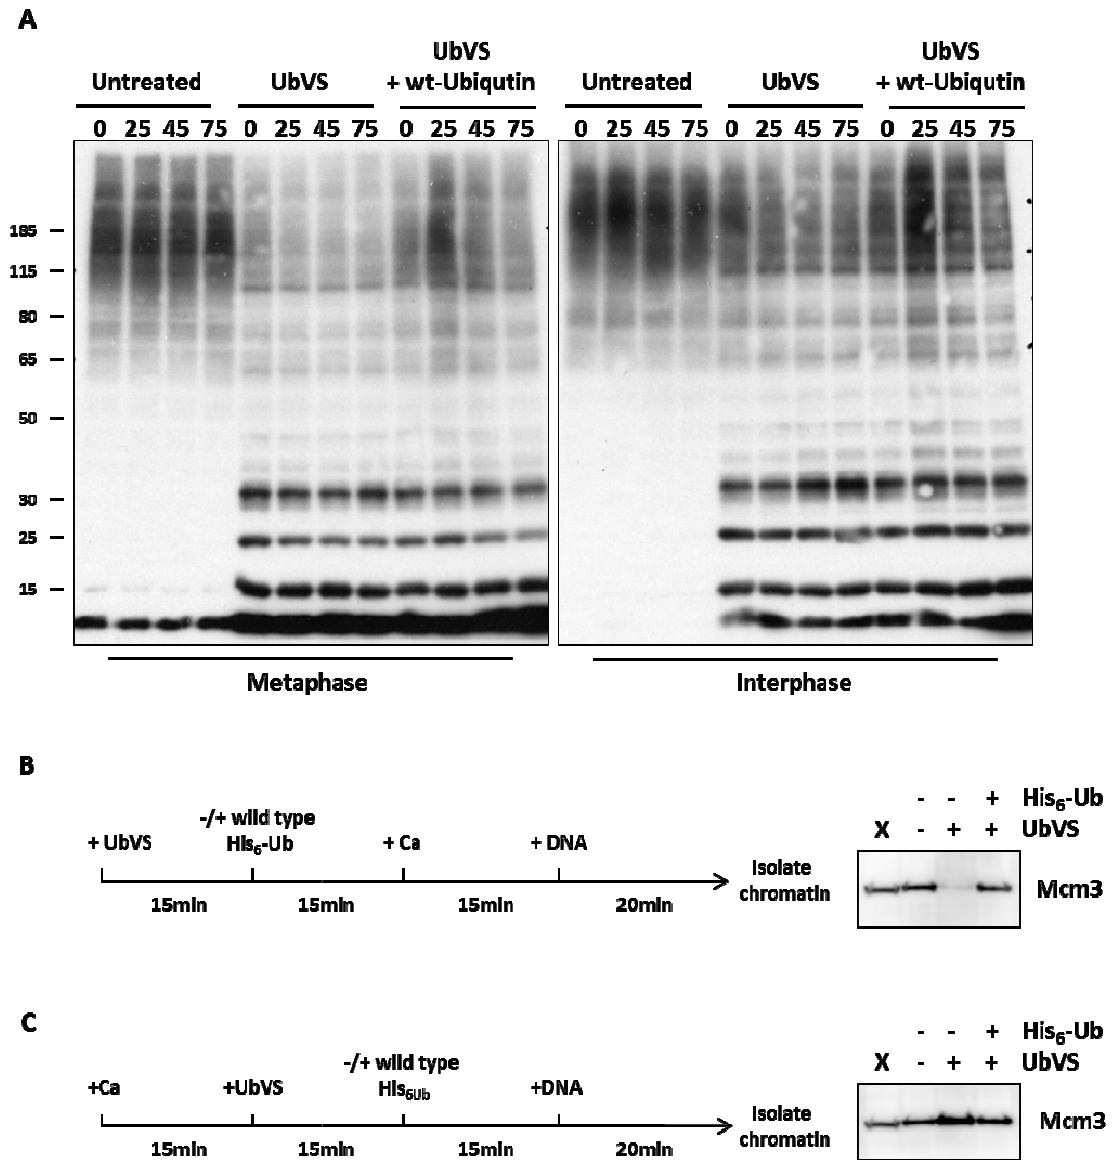 A
Untreated UbVS UbVS + wt-Ubiqutin Untreated UbVS UbVS + wt-Ubiqutin
0 25 45 75 0 25 45 75 0 25 45 75 0 25 45 75 0 25 45 75 0 25 45 75
185
115
80
65
50
30
25
15
Metaphase Interphase
B
+ UbVS
-/+ wild type
His6-Ub
+ Ca
+ DNA
15min 15min 15min 20min
Isolate
chromatin
- - + His6-Ub
X - + + UbVS
Mcm3
C
+Ca
+UbVS
-/+ wild type
His6Ub
+DNA
15min 15min 15min 20min
Isolate
chromatin
- - + His6-Ub
X - + + UbVS
Mcm3